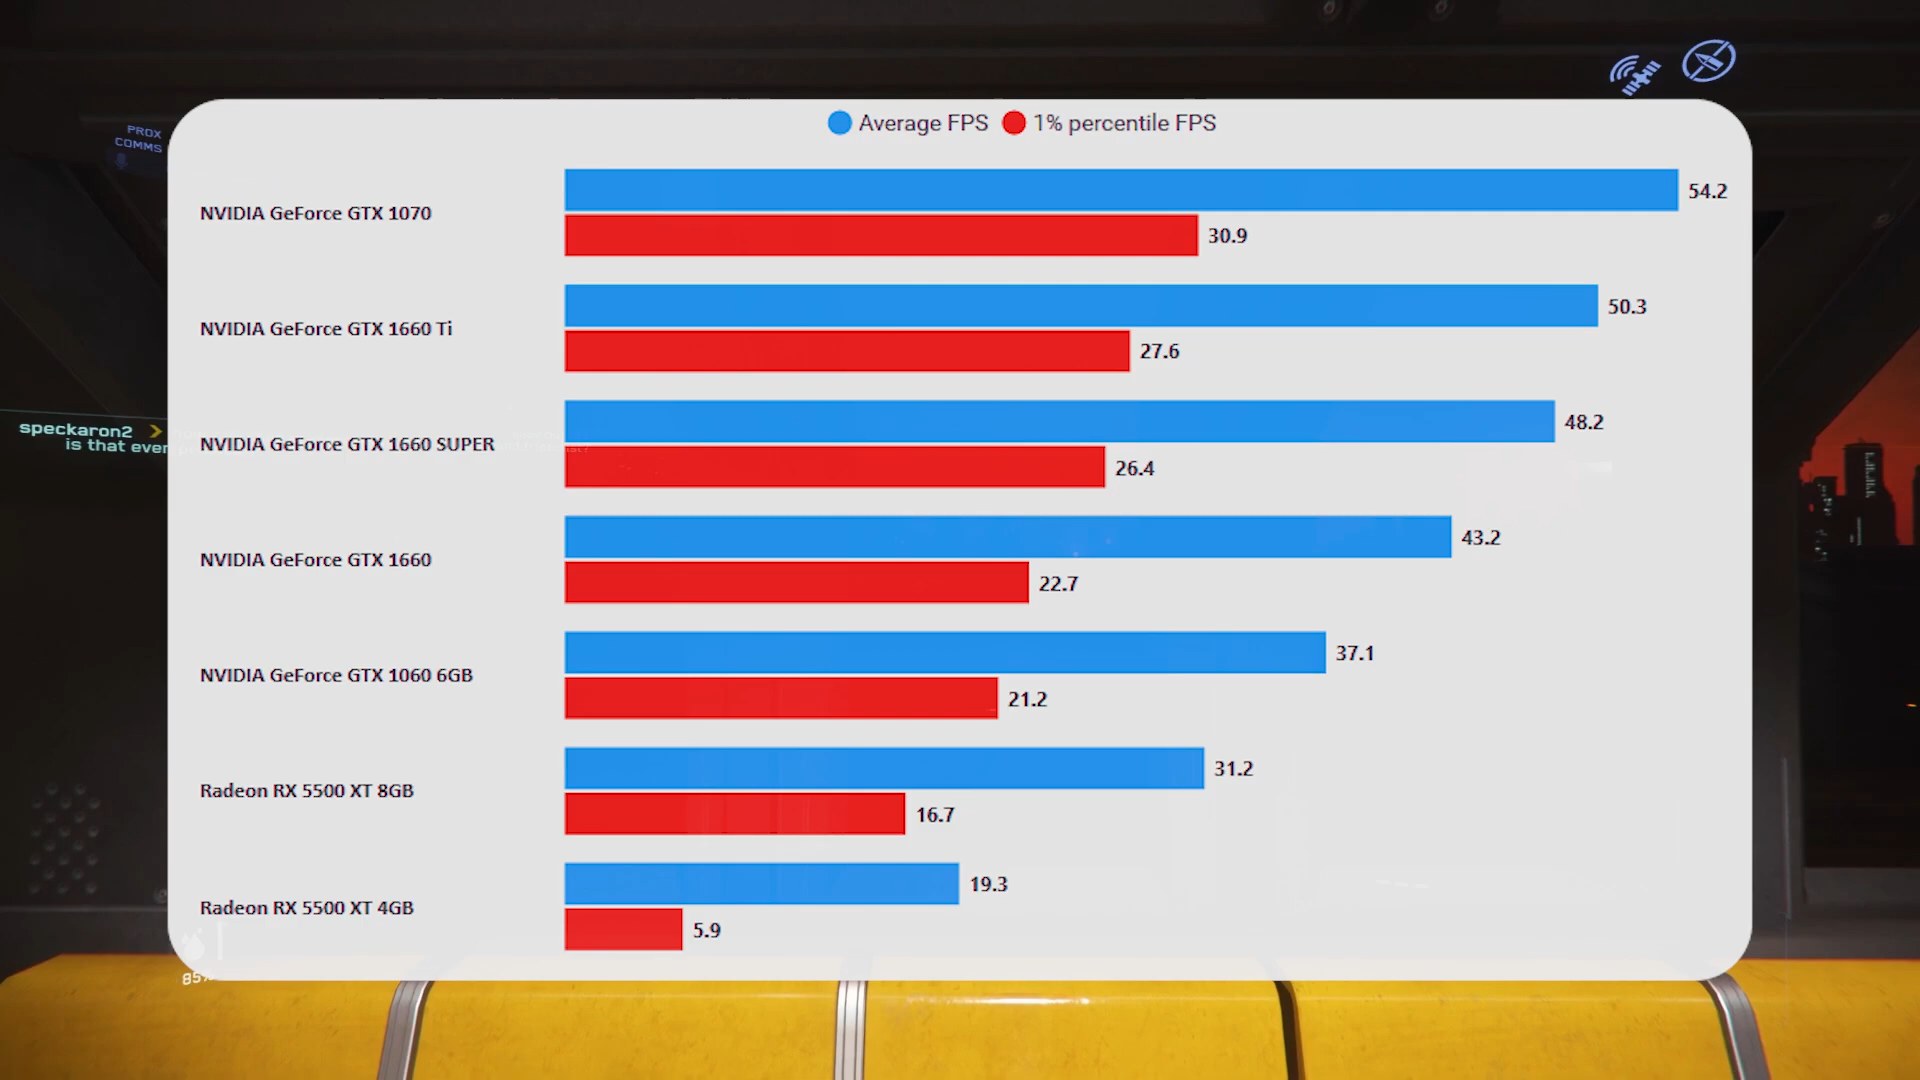 PROX
COMMS
Average FPS 1% percentile FPS
NVIDIA GeForce GTX 1070
54.2
30.9
NVIDIA GeForce GTX 1660 Ti
50.3
27.6
speckaron2 >
is that ever
NVIDIA GeForce GTX 1660 SUPER
48.2
26.4
NVIDIA GeForce GTX 1660
43.2
22.7
NVIDIA GeForce GTX 1060 6GB
37.1
21.2
Radeon RX 5500 XT 8GB
31.2
16.7
Radeon RX 5500 XT 4GB
19.3
5.9
85%